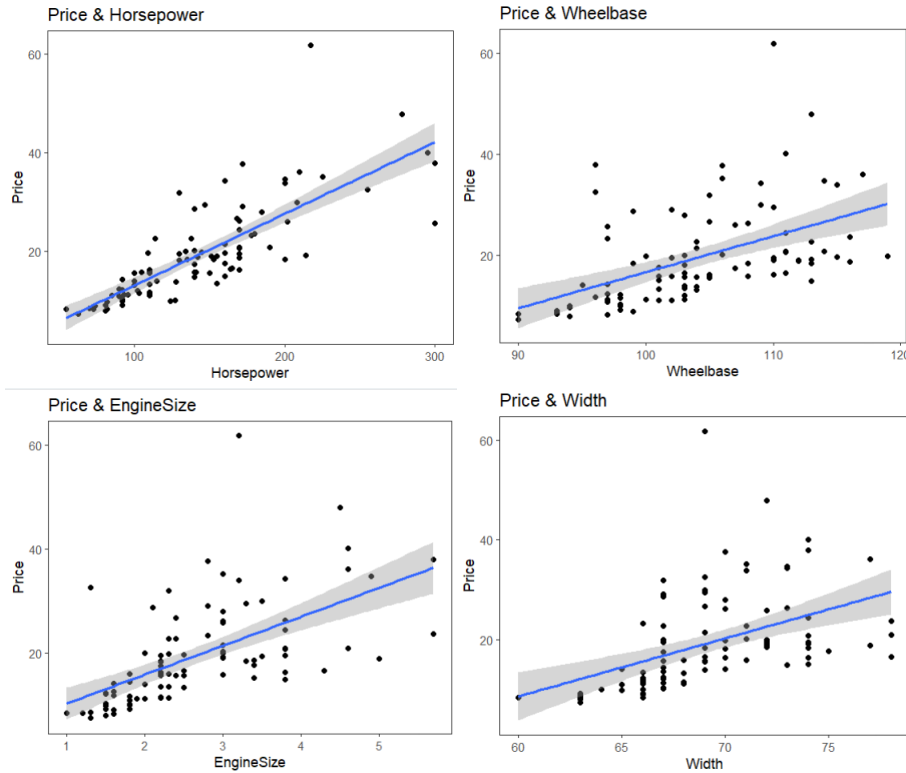 Price & Horsepower
60
40
20
Price
100
200
300
Horsepower
Price & Wheelbase
60
40
20
Price
90
100
110
120
Wheelbase
Price & EngineSize
60
40
20
Price
1
2
3
4
5
EngineSize
Price & Width
60
40
20
Price
60
65
70
75
Width